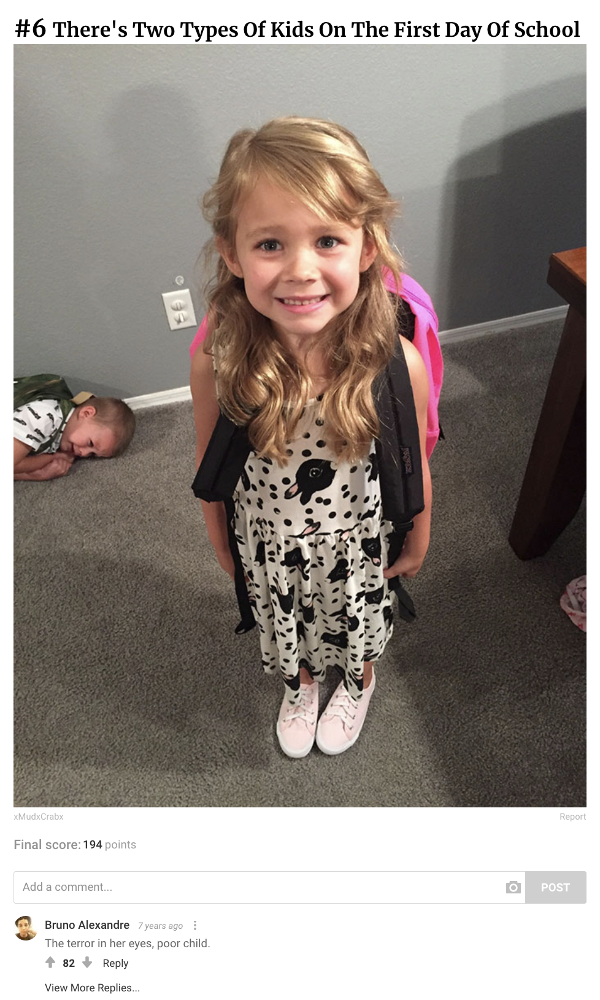 #6 There's Two Types Of Kids On The First Day Of School
xMudxCrabx
Report
Final score: 194 points
Add a comment...
POST
Bruno Alexandre 7 years ago
The terror in her eyes, poor child.
82 Reply
View More Replies...